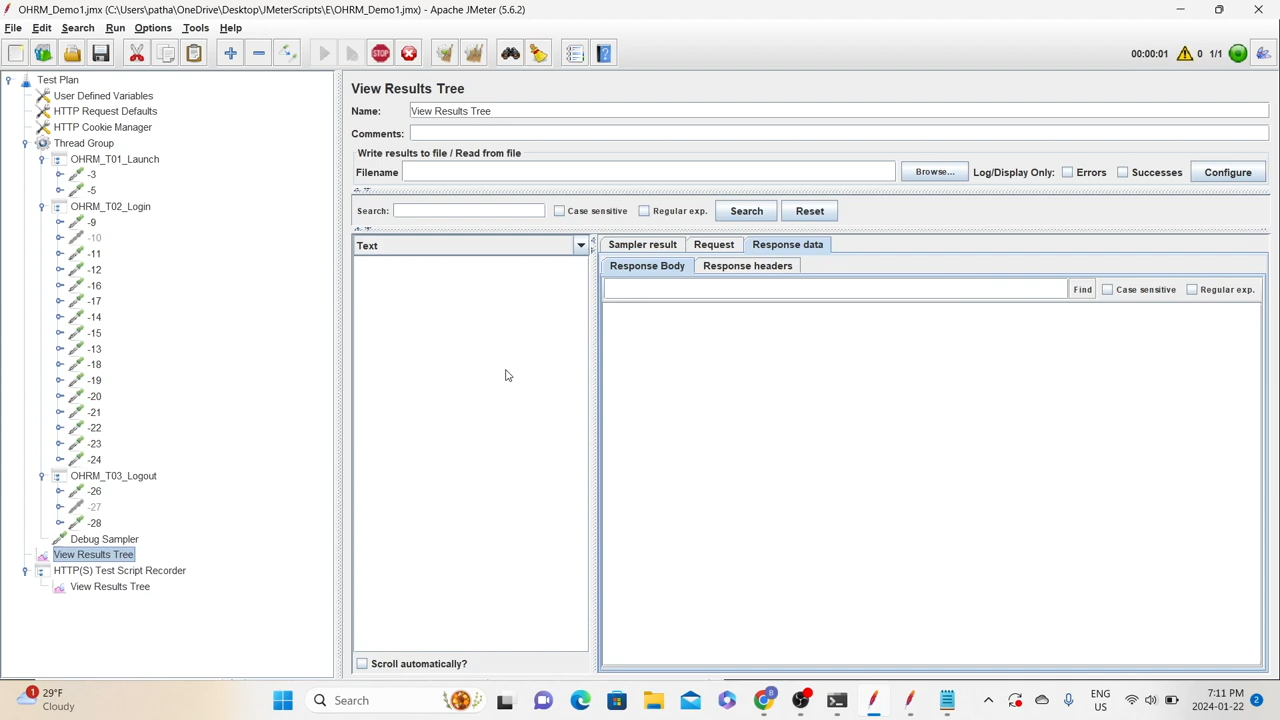 OHRM_Demo1.jmx (C:\Users\patha\OneDrive\Desktop\JMeterScripts\E\OHRM_Demo1.jmx) - Apache JMeter (5.6.2)
File Edit Search Run Options Tools Help
STOP
00:00:01 0 1/1
Test Plan
User Defined Variables
HTTP Request Defaults
HTTP Cookie Manager
Thread Group
OHRM_T01_Launch
-3
-5
OHRM_T02_Login
-9
-10
-11
-12
-16
-17
-14
-15
-13
-18
-19
-20
-21
-22
-23
-24
OHRM_T03_Logout
-26
-27
-28
Debug Sampler
View Results Tree
HTTP(S) Test Script Recorder
View Results Tree
View Results Tree
Name: View Results Tree
Comments:
Write results to file / Read from file
Filename Browse... Log/Display Only: Errors Successes Configure
Search: Case sensitive Regular exp. Search Reset
Text
Sampler result Request Response data
Response Body Response headers
Find Case sensitive Regular exp.
Scroll automatically?
1 29°F
Cloudy
Search
B
ENG
US
7:11 PM
2024-01-22
2